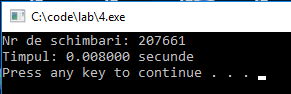 C:\code\lab\4.exe
Nr de schimbari: 207661
Timpul: 0.008000 secunde
Press any key to continue . . .